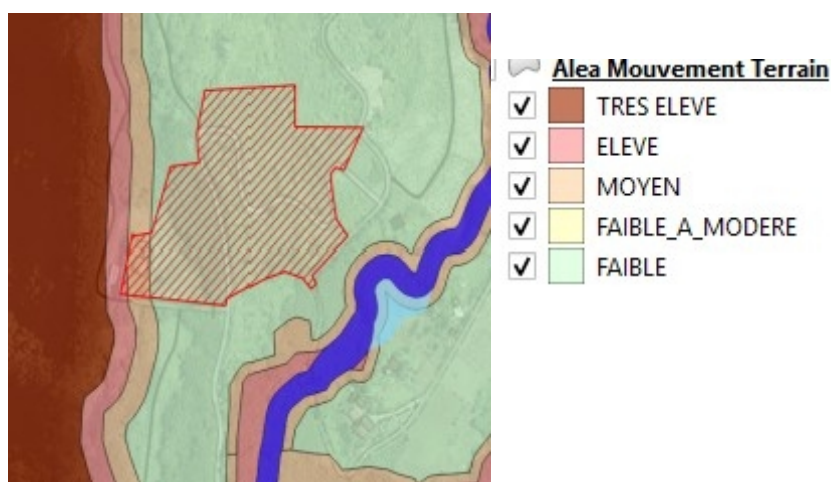 Alea Mouvement Terrain
TRES ELEVE
ELEVE
MOYEN
FAIBLE_A_MODERE
FAIBLE